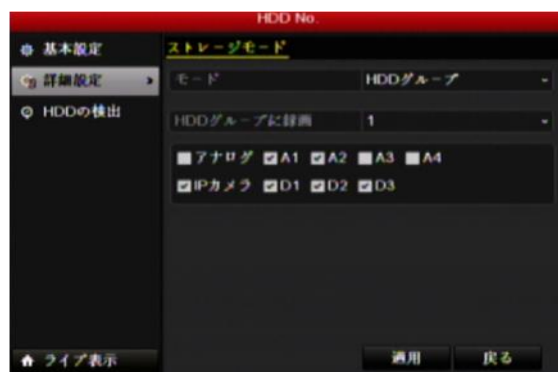 HDD No.
基本設定
詳細設定
HDDの検出
ライブ表示
ストレージモード
モード HDDグループ
HDDグループに録画 1
アナログ A1 A2 A3 A4
IPカメラ D1 D2 D3
適用 戻る